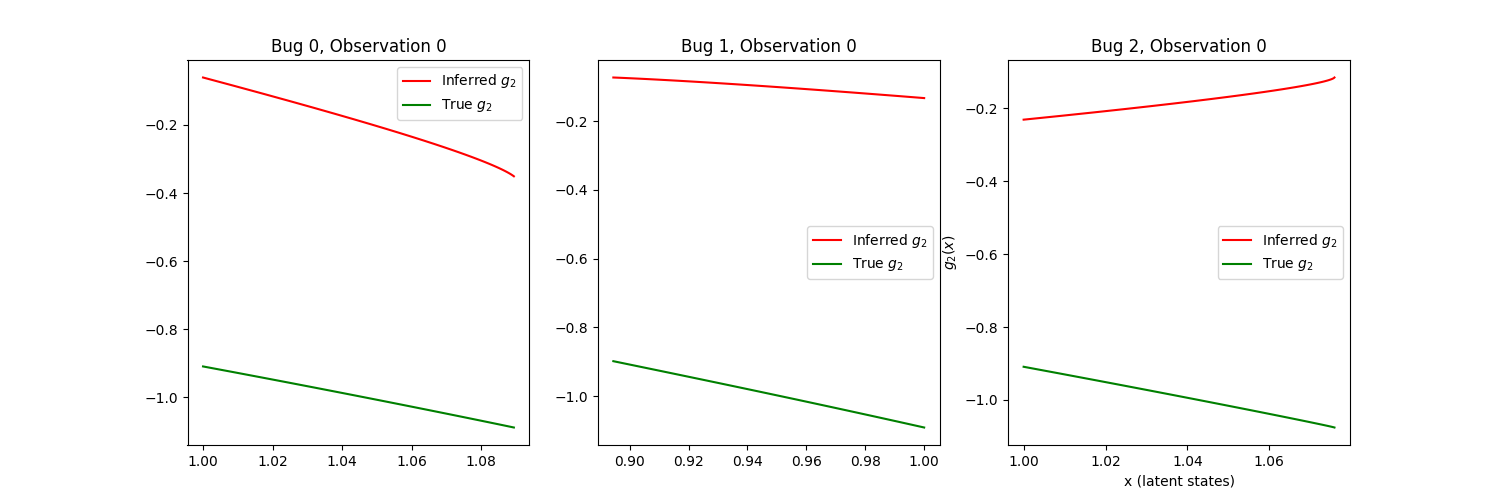 Bug 0, Observation 0
Inferred g₂
True g₂
−0.2
−0.4
−0.6
−0.8
−1.0
1.00 1.02 1.04 1.06 1.08
Bug 1, Observation 0
Inferred g₂
True g₂
−0.2
−0.4
−0.6
−0.8
−1.0
0.90 0.92 0.94 0.96 0.98 1.00
Bug 2, Observation 0
Inferred g₂
True g₂
g₂(x)
−0.2
−0.4
−0.6
−0.8
−1.0
1.00 1.02 1.04 1.06
x (latent states)